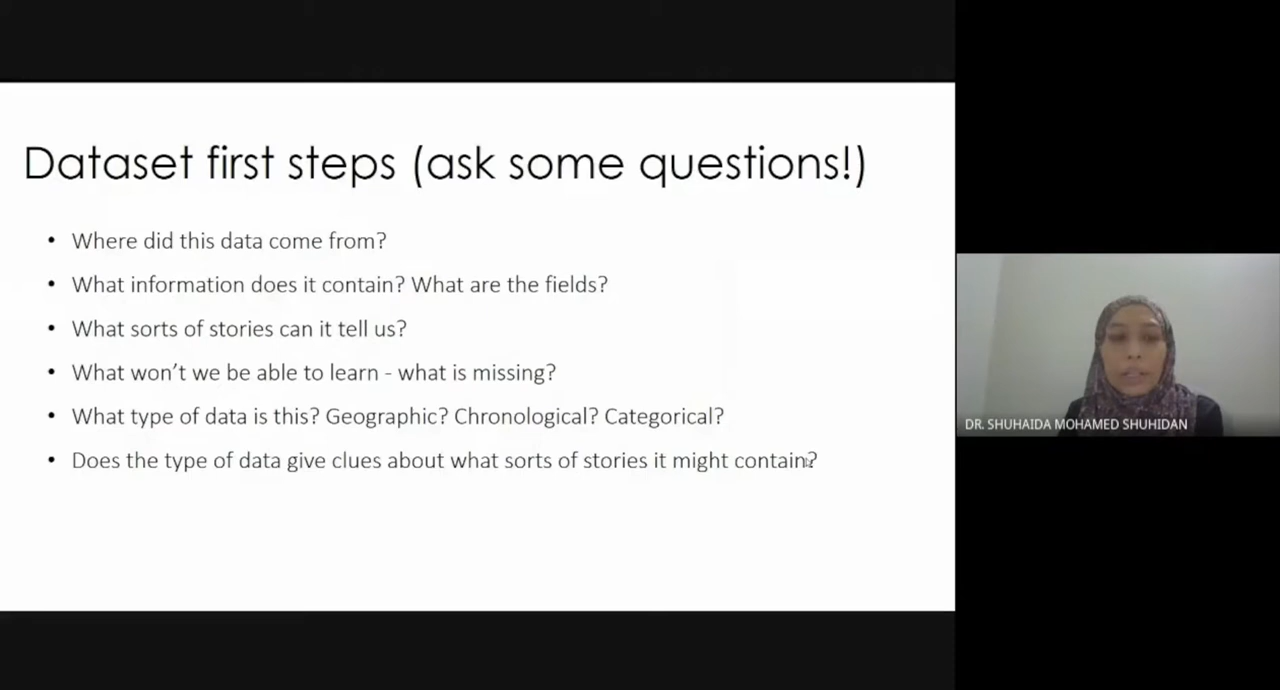 Dataset first steps (ask some questions!)
• Where did this data come from?
• What information does it contain? What are the fields?
• What sorts of stories can it tell us?
• What won’t we be able to learn - what is missing?
• What type of data is this? Geographic? Chronological? Categorical?
• Does the type of data give clues about what sorts of stories it might contain?
DR. SHUHAIDA MOHAMED SHUHIDAN